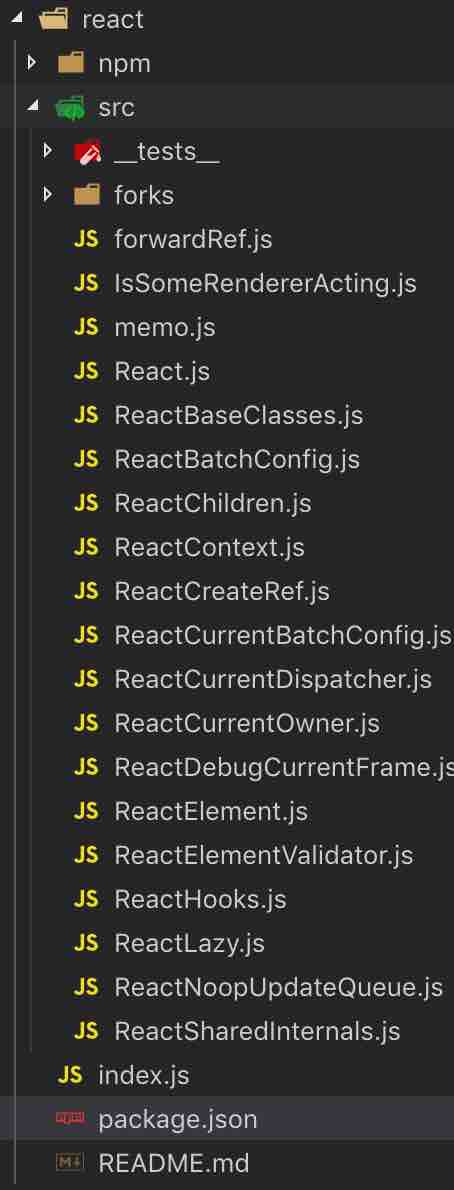 react
npm
src
__tests__
forks
JS forwardRef.js
JS IsSomeRendererActing.js
JS memo.js
JS React.js
JS ReactBaseClasses.js
JS ReactBatchConfig.js
JS ReactChildren.js
JS ReactContext.js
JS ReactCreateRef.js
JS ReactCurrentBatchConfig.js
JS ReactCurrentDispatcher.js
JS ReactCurrentOwner.js
JS ReactDebugCurrentFrame.js
JS ReactElement.js
JS ReactElementValidator.js
JS ReactHooks.js
JS ReactLazy.js
JS ReactNoopUpdateQueue.js
JS ReactSharedInternals.js
JS index.js
npm package.json
M↓ README.md